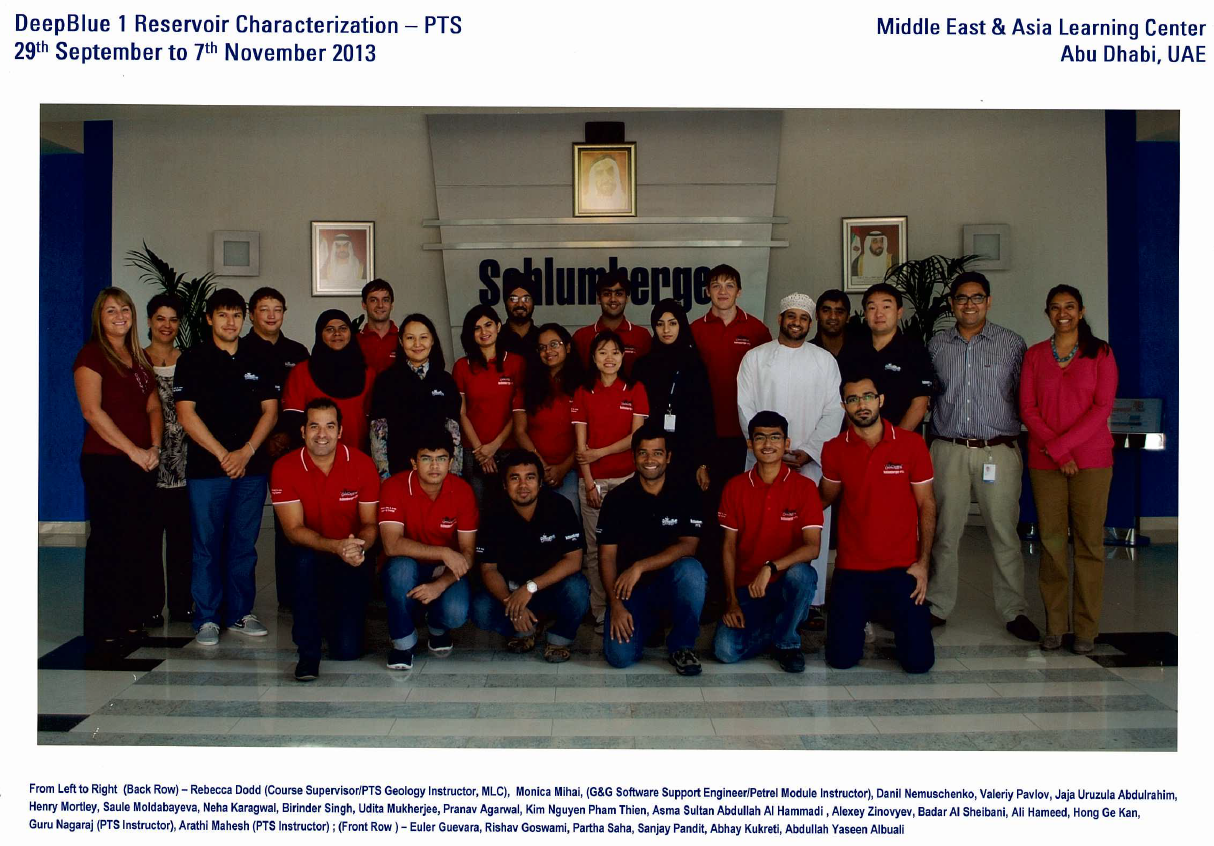 DeepBlue 1 Reservoir Characterization – PTS
29th September to 7th November 2013
Middle East & Asia Learning Center
Abu Dhabi, UAE
Schlumberger
From Left to Right (Back Row) – Rebecca Dodd (Course Supervisor/PTS Geology Instructor, MLC), Monica Mihai, (G&G Software Support Engineer/Petrel Module Instructor), Danil Nemuschenko, Valeriy Pavlov, Jaja Uruzula Abdulrahim,
Henry Mortley, Saule Moldabayeva, Neha Karagwal, Birinder Singh, Udita Mukherjee, Pranav Agarwal, Kim Nguyen Pham Thien, Asma Sultan Abdullah Al Hammadi , Alexey Zinovyev, Badar Al Sheibani, Ali Hameed, Hong Ge Kan,
Guru Nagaraj (PTS Instructor), Arathi Mahesh (PTS Instructor) ; (Front Row ) – Euler Guevara, Rishav Goswami, Partha Saha, Sanjay Pandit, Abhay Kukreti, Abdullah Yaseen Albuali